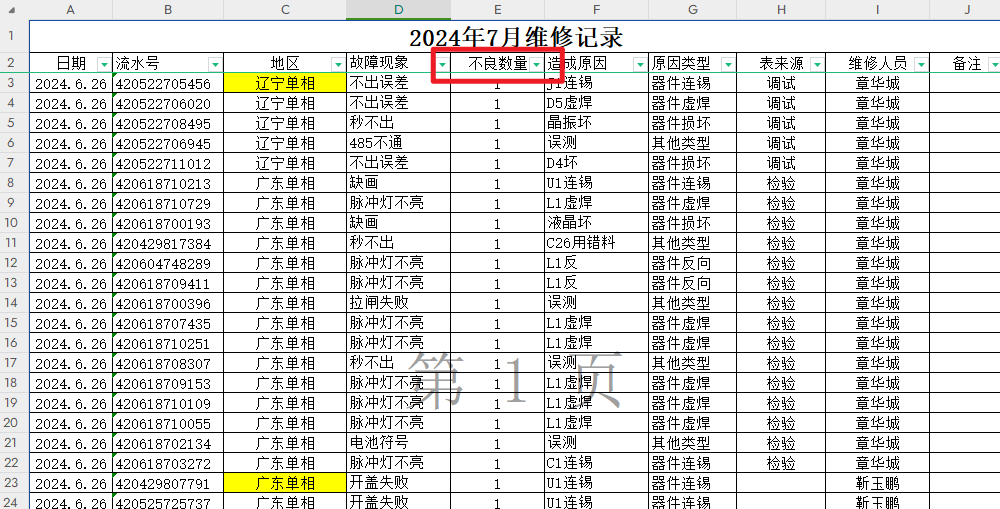 A B C D E F G H I J
1 2024年7月维修记录
2 日期 流水号 地区 故障现象 不良数量 造成原因 原因类型 表来源 维修人员 备注
3 2024.6.26 420522705456 辽宁单相 不出误差 1 J1连锡 器件连锡 调试 章华城
4 2024.6.26 420522706020 辽宁单相 不出误差 1 D5虚焊 器件虚焊 调试 章华城
5 2024.6.26 420522708495 辽宁单相 秒不出 1 晶振坏 器件损坏 调试 章华城
6 2024.6.26 420522706945 辽宁单相 485不通 1 误测 其他类型 调试 章华城
7 2024.6.26 420522711012 辽宁单相 不出误差 1 D4坏 器件损坏 调试 章华城
8 2024.6.26 420618710213 广东单相 缺画 1 U1连锡 器件连锡 检验 章华城
9 2024.6.26 420618710729 广东单相 脉冲灯不亮 1 L1虚焊 器件虚焊 检验 章华城
10 2024.6.26 420618700193 广东单相 缺画 1 液晶坏 器件损坏 检验 章华城
11 2024.6.26 420429817384 广东单相 秒不出 1 C26用错料 其他类型 检验 章华城
12 2024.6.26 420604748289 广东单相 脉冲灯不亮 1 L1反 器件反向 检验 章华城
13 2024.6.26 420618709411 广东单相 脉冲灯不亮 1 L1反 器件反向 检验 章华城
14 2024.6.26 420618700396 广东单相 拉闸失败 1 误测 其他类型 检验 章华城
15 2024.6.26 420618707435 广东单相 脉冲灯不亮 1 L1虚焊 器件虚焊 检验 章华城
16 2024.6.26 420618710251 广东单相 脉冲灯不亮 1 L1虚焊 器件虚焊 检验 章华城
17 2024.6.26 420618708307 广东单相 秒不出 1 误测 其他类型 检验 章华城
第 1 页
18 2024.6.26 420618709153 广东单相 脉冲灯不亮 1 L1虚焊 器件虚焊 检验 章华城
19 2024.6.26 420618710109 广东单相 脉冲灯不亮 1 L1虚焊 器件虚焊 检验 章华城
20 2024.6.26 420618710055 广东单相 脉冲灯不亮 1 L1虚焊 器件虚焊 检验 章华城
21 2024.6.26 420618702134 广东单相 电池符号 1 误测 其他类型 检验 章华城
22 2024.6.26 420618703272 广东单相 脉冲灯不亮 1 C1连锡 器件连锡 检验 章华城
23 2024.6.26 420429807791 广东单相 开盖失败 1 U1连锡 器件连锡 靳玉鹏
24 2024.6.26 420525725737 广东单相 开盖失败 1 U1连锡 器件连锡 靳玉鹏